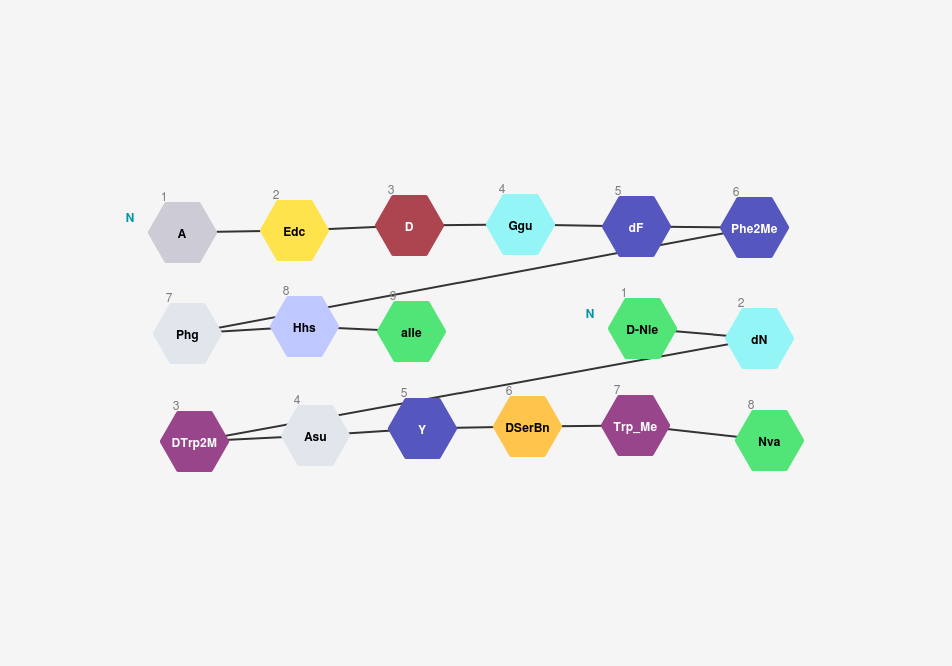 1 2 3 4 5 6
N A Edc D Ggu dF Phe2Me
7 8 9 1 2
Phg Hhs aIle N D-Nle dN
3 4 5 6 7 8
DTrp2M Asu Y DSerBn Trp_Me Nva